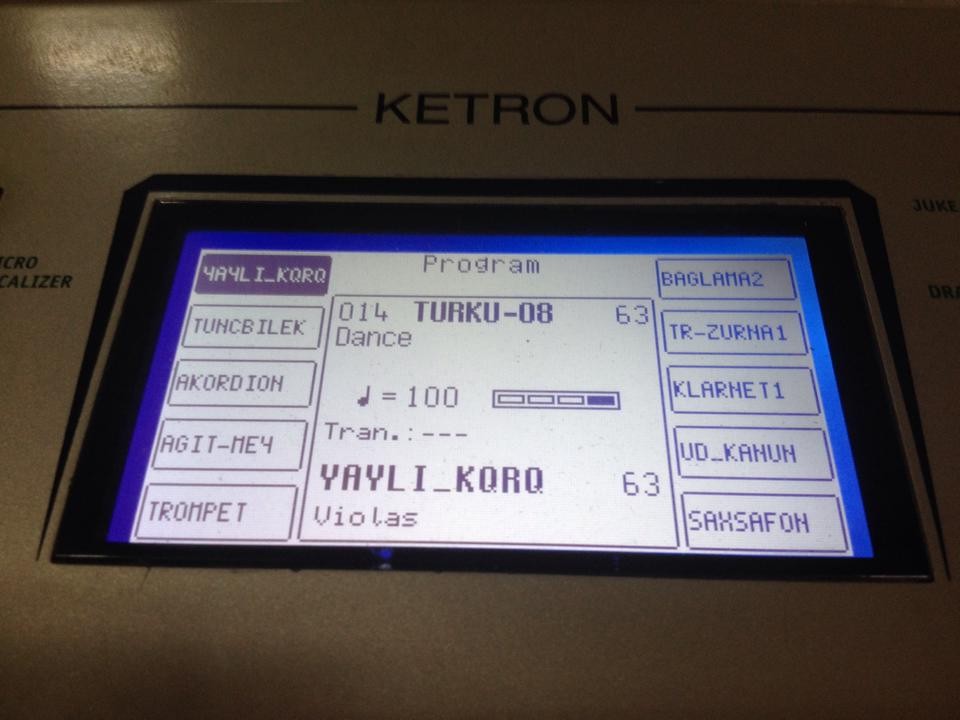 KETRON
JUKE
ICRO
CALIZER
DRA
Program
YAYLI_KQRQ
TUNCBILEK
AKORDION
AGIT-MEY
TROMPET
014 TURKU-08 63
Dance
♩=100
Tran.:---
YAYLI_KQRQ 63
Violas
BAGLAMA2
TR-ZURNA1
KLARNET1
UD_KANUN
SAXSAFON